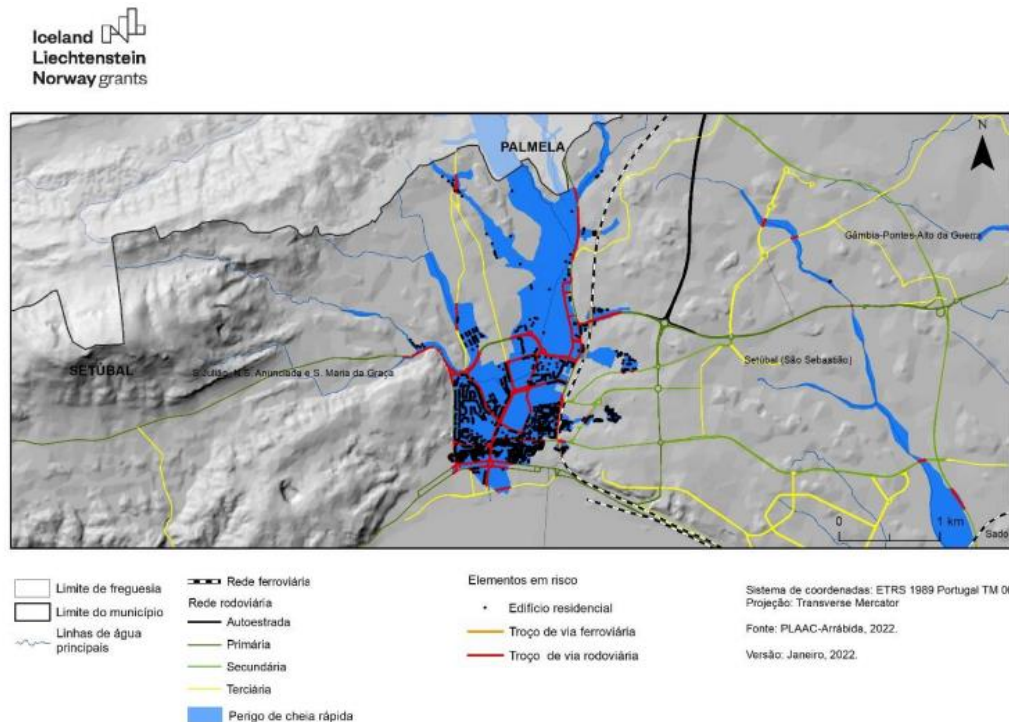 Iceland
Liechtenstein
Norway grants
PALMELA
N
Gâmbia-Pontes-Alto da Guerra
SETÚBAL
S.Julião, N.S. Anunciada e S. Maria da Graça
Setúbal (São Sebastião)
0 1 km
Sado
Limite de freguesia
Limite do município
Linhas de água
principais
Rede ferroviária
Rede rodoviária
Autoestrada
Primária
Secundária
Terciária
Perigo de cheia rápida
Elementos em risco
Edifício residencial
Troço de via ferroviária
Troço de via rodoviária
Sistema de coordenadas: ETRS 1989 Portugal TM 06
Projeção: Transverse Mercator
Fonte: PLAAC-Arrábida, 2022.
Versão: Janeiro, 2022.